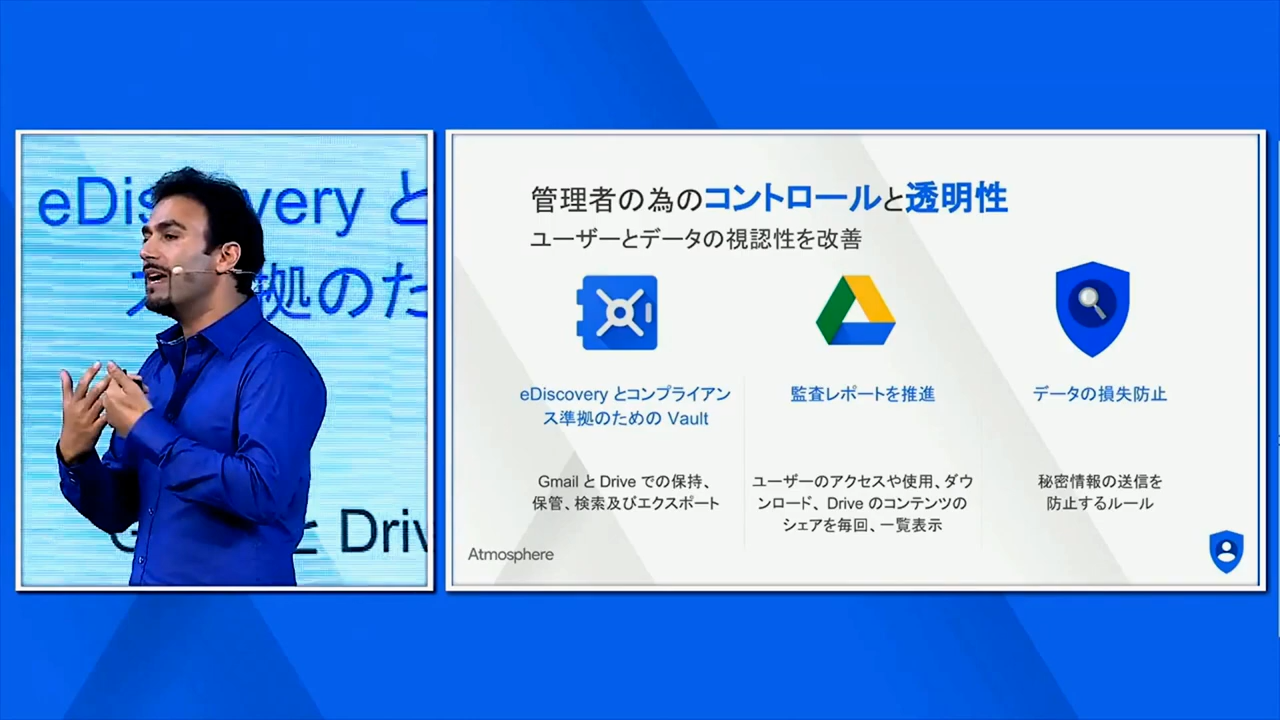 eDiscovery と
拠のた
と Driv
管理者の為のコントロールと透明性
ユーザーとデータの視認性を改善
eDiscovery とコンプライアン
ス準拠のための Vault
Gmail と Drive での保持、
保管、検索及びエクスポート
監査レポートを推進
ユーザーのアクセスや使用、ダウ
ンロード、Drive のコンテンツの
シェアを毎回、一覧表示
データの損失防止
秘密情報の送信を
防止するルール
Atmosphere